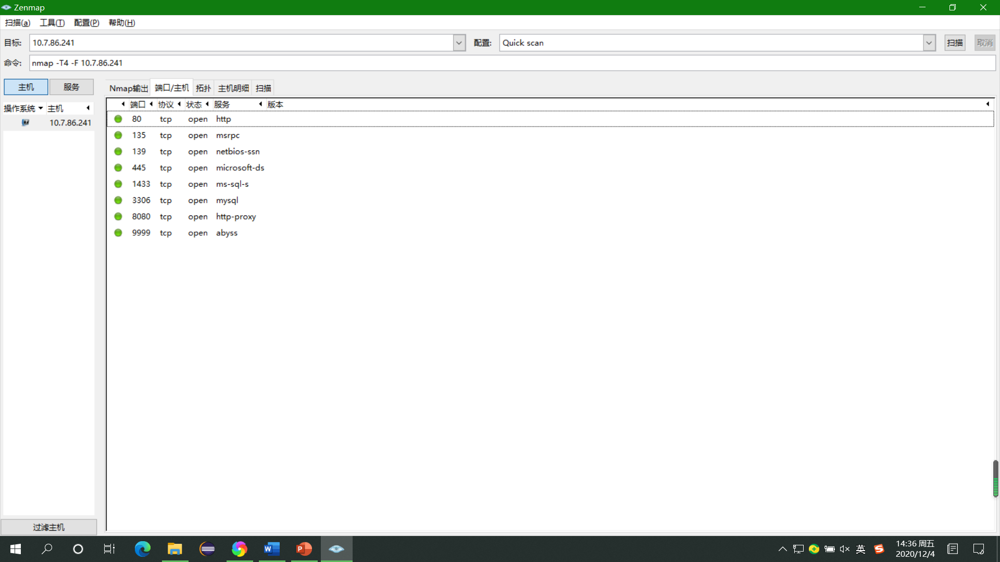 Zenmap
扫描(a) 工具(T) 配置(P) 帮助(H)
目标: 10.7.86.241 配置: Quick scan 扫描 取消
命令: nmap -T4 -F 10.7.86.241
主机 服务
Nmap输出 端口/主机 拓扑 主机明细 扫描
操作系统 主机
10.7.86.241
端口 协议 状态 服务 版本
80 tcp open http
135 tcp open msrpc
139 tcp open netbios-ssn
445 tcp open microsoft-ds
1433 tcp open ms-sql-s
3306 tcp open mysql
8080 tcp open http-proxy
9999 tcp open abyss
过滤主机
W
P
英
S
14:36 周五
2020/12/4